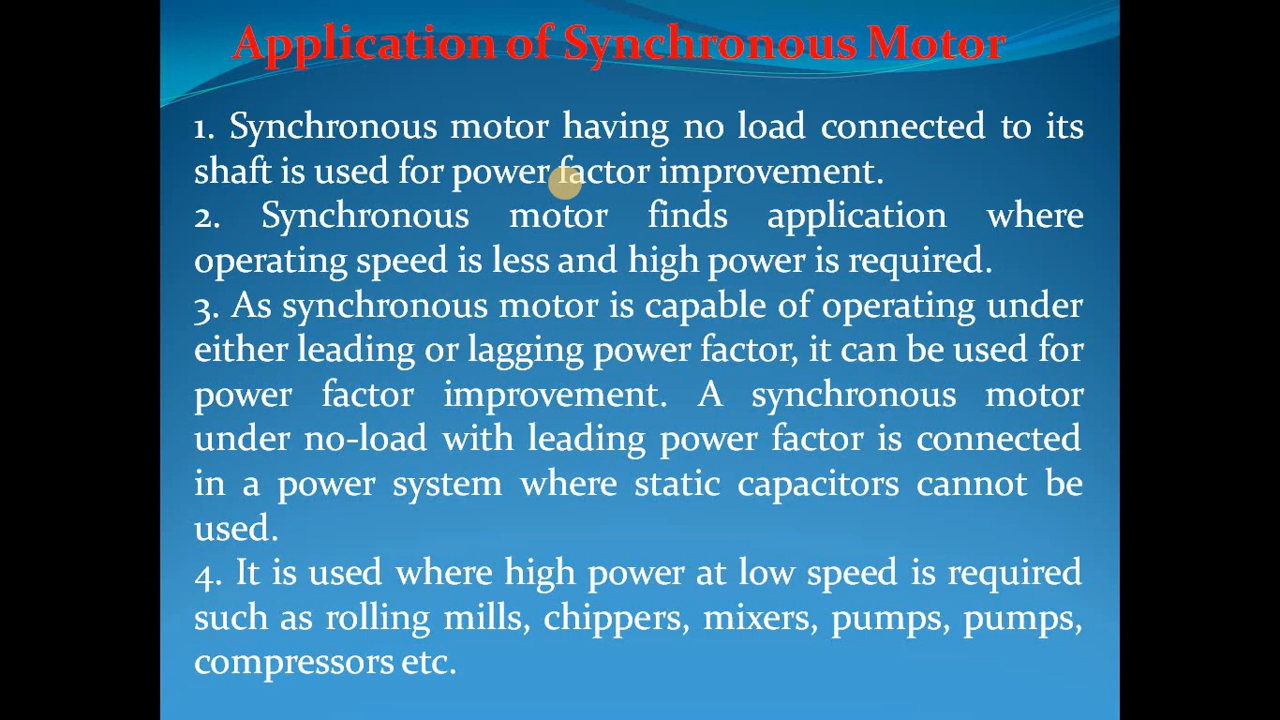 Application of Synchronous Motor
1. Synchronous motor having no load connected to its
shaft is used for power factor improvement.
2. Synchronous motor finds application where
operating speed is less and high power is required.
3. As synchronous motor is capable of operating under
either leading or lagging power factor, it can be used for
power factor improvement. A synchronous motor
under no-load with leading power factor is connected
in a power system where static capacitors cannot be
used.
4. It is used where high power at low speed is required
such as rolling mills, chippers, mixers, pumps, pumps,
compressors etc.